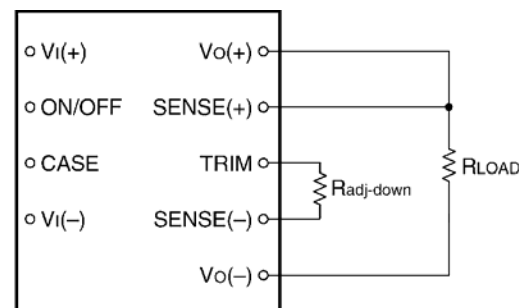 VI(+)
VO(+)
ON/OFF
SENSE(+)
CASE
TRIM
RLOAD
Radj-down
VI(–)
SENSE(–)
VO(–)